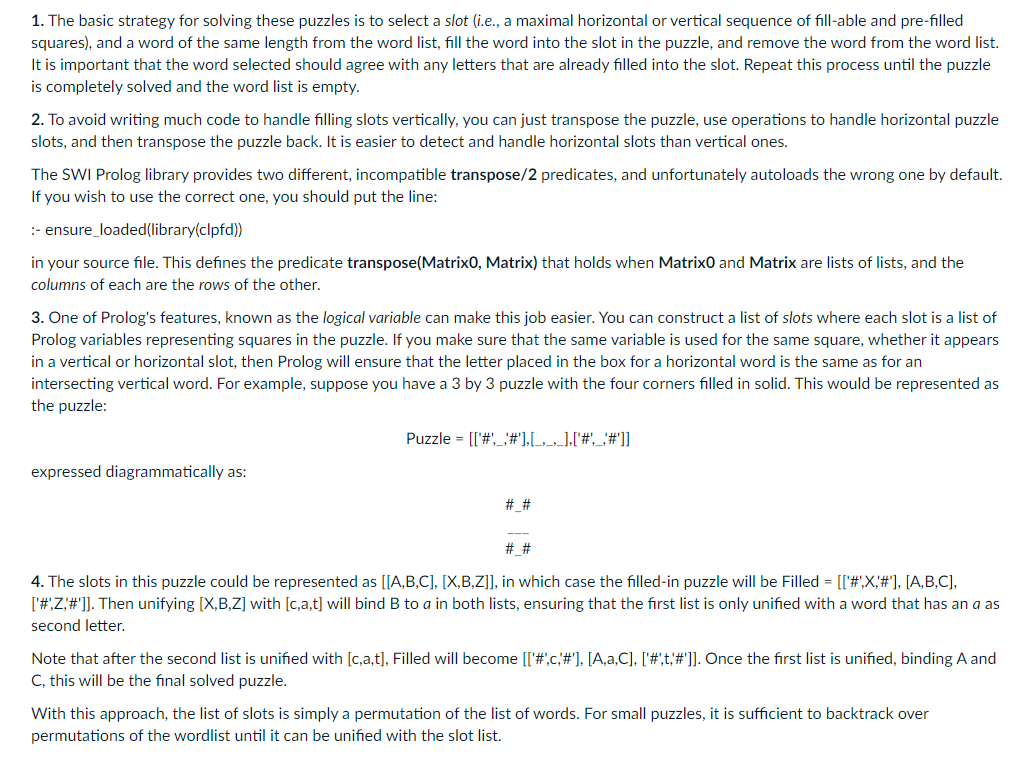 1. The basic strategy for solving these puzzles is to select a slot (i.e., a maximal horizontal or vertical sequence of fill-able and pre-filled
squares), and a word of the same length from the word list, fill the word into the slot in the puzzle, and remove the word from the word list.
It is important that the word selected should agree with any letters that are already filled into the slot. Repeat this process until the puzzle
is completely solved and the word list is empty.
2. To avoid writing much code to handle filling slots vertically, you can just transpose the puzzle, use operations to handle horizontal puzzle
slots, and then transpose the puzzle back. It is easier to detect and handle horizontal slots than vertical ones.
The SWI Prolog library provides two different, incompatible transpose/2 predicates, and unfortunately autoloads the wrong one by default.
If you wish to use the correct one, you should put the line:
:- ensure_loaded(library(clpfd))
in your source file. This defines the predicate transpose(Matrix0, Matrix) that holds when Matrix0 and Matrix are lists of lists, and the
columns of each are the rows of the other.
3. One of Prolog's features, known as the logical variable can make this job easier. You can construct a list of slots where each slot is a list of
Prolog variables representing squares in the puzzle. If you make sure that the same variable is used for the same square, whether it appears
in a vertical or horizontal slot, then Prolog will ensure that the letter placed in the box for a horizontal word is the same as for an
intersecting vertical word. For example, suppose you have a 3 by 3 puzzle with the four corners filled in solid. This would be represented as
the puzzle:
Puzzle = [['#',_,'#'],[_,_,_],['#',_,'#']]
expressed diagrammatically as:
#_#
___
#_#
4. The slots in this puzzle could be represented as [[A,B,C], [X,B,Z]], in which case the filled-in puzzle will be Filled = [['#',X,'#'], [A,B,C],
['#',Z,'#']]. Then unifying [X,B,Z] with [c,a,t] will bind B to a in both lists, ensuring that the first list is only unified with a word that has an a as
second letter.
Note that after the second list is unified with [c,a,t], Filled will become [['#',c,'#'], [A,a,C], ['#',t,'#']]. Once the first list is unified, binding A and
C, this will be the final solved puzzle.
With this approach, the list of slots is simply a permutation of the list of words. For small puzzles, it is sufficient to backtrack over
permutations of the wordlist until it can be unified with the slot list.